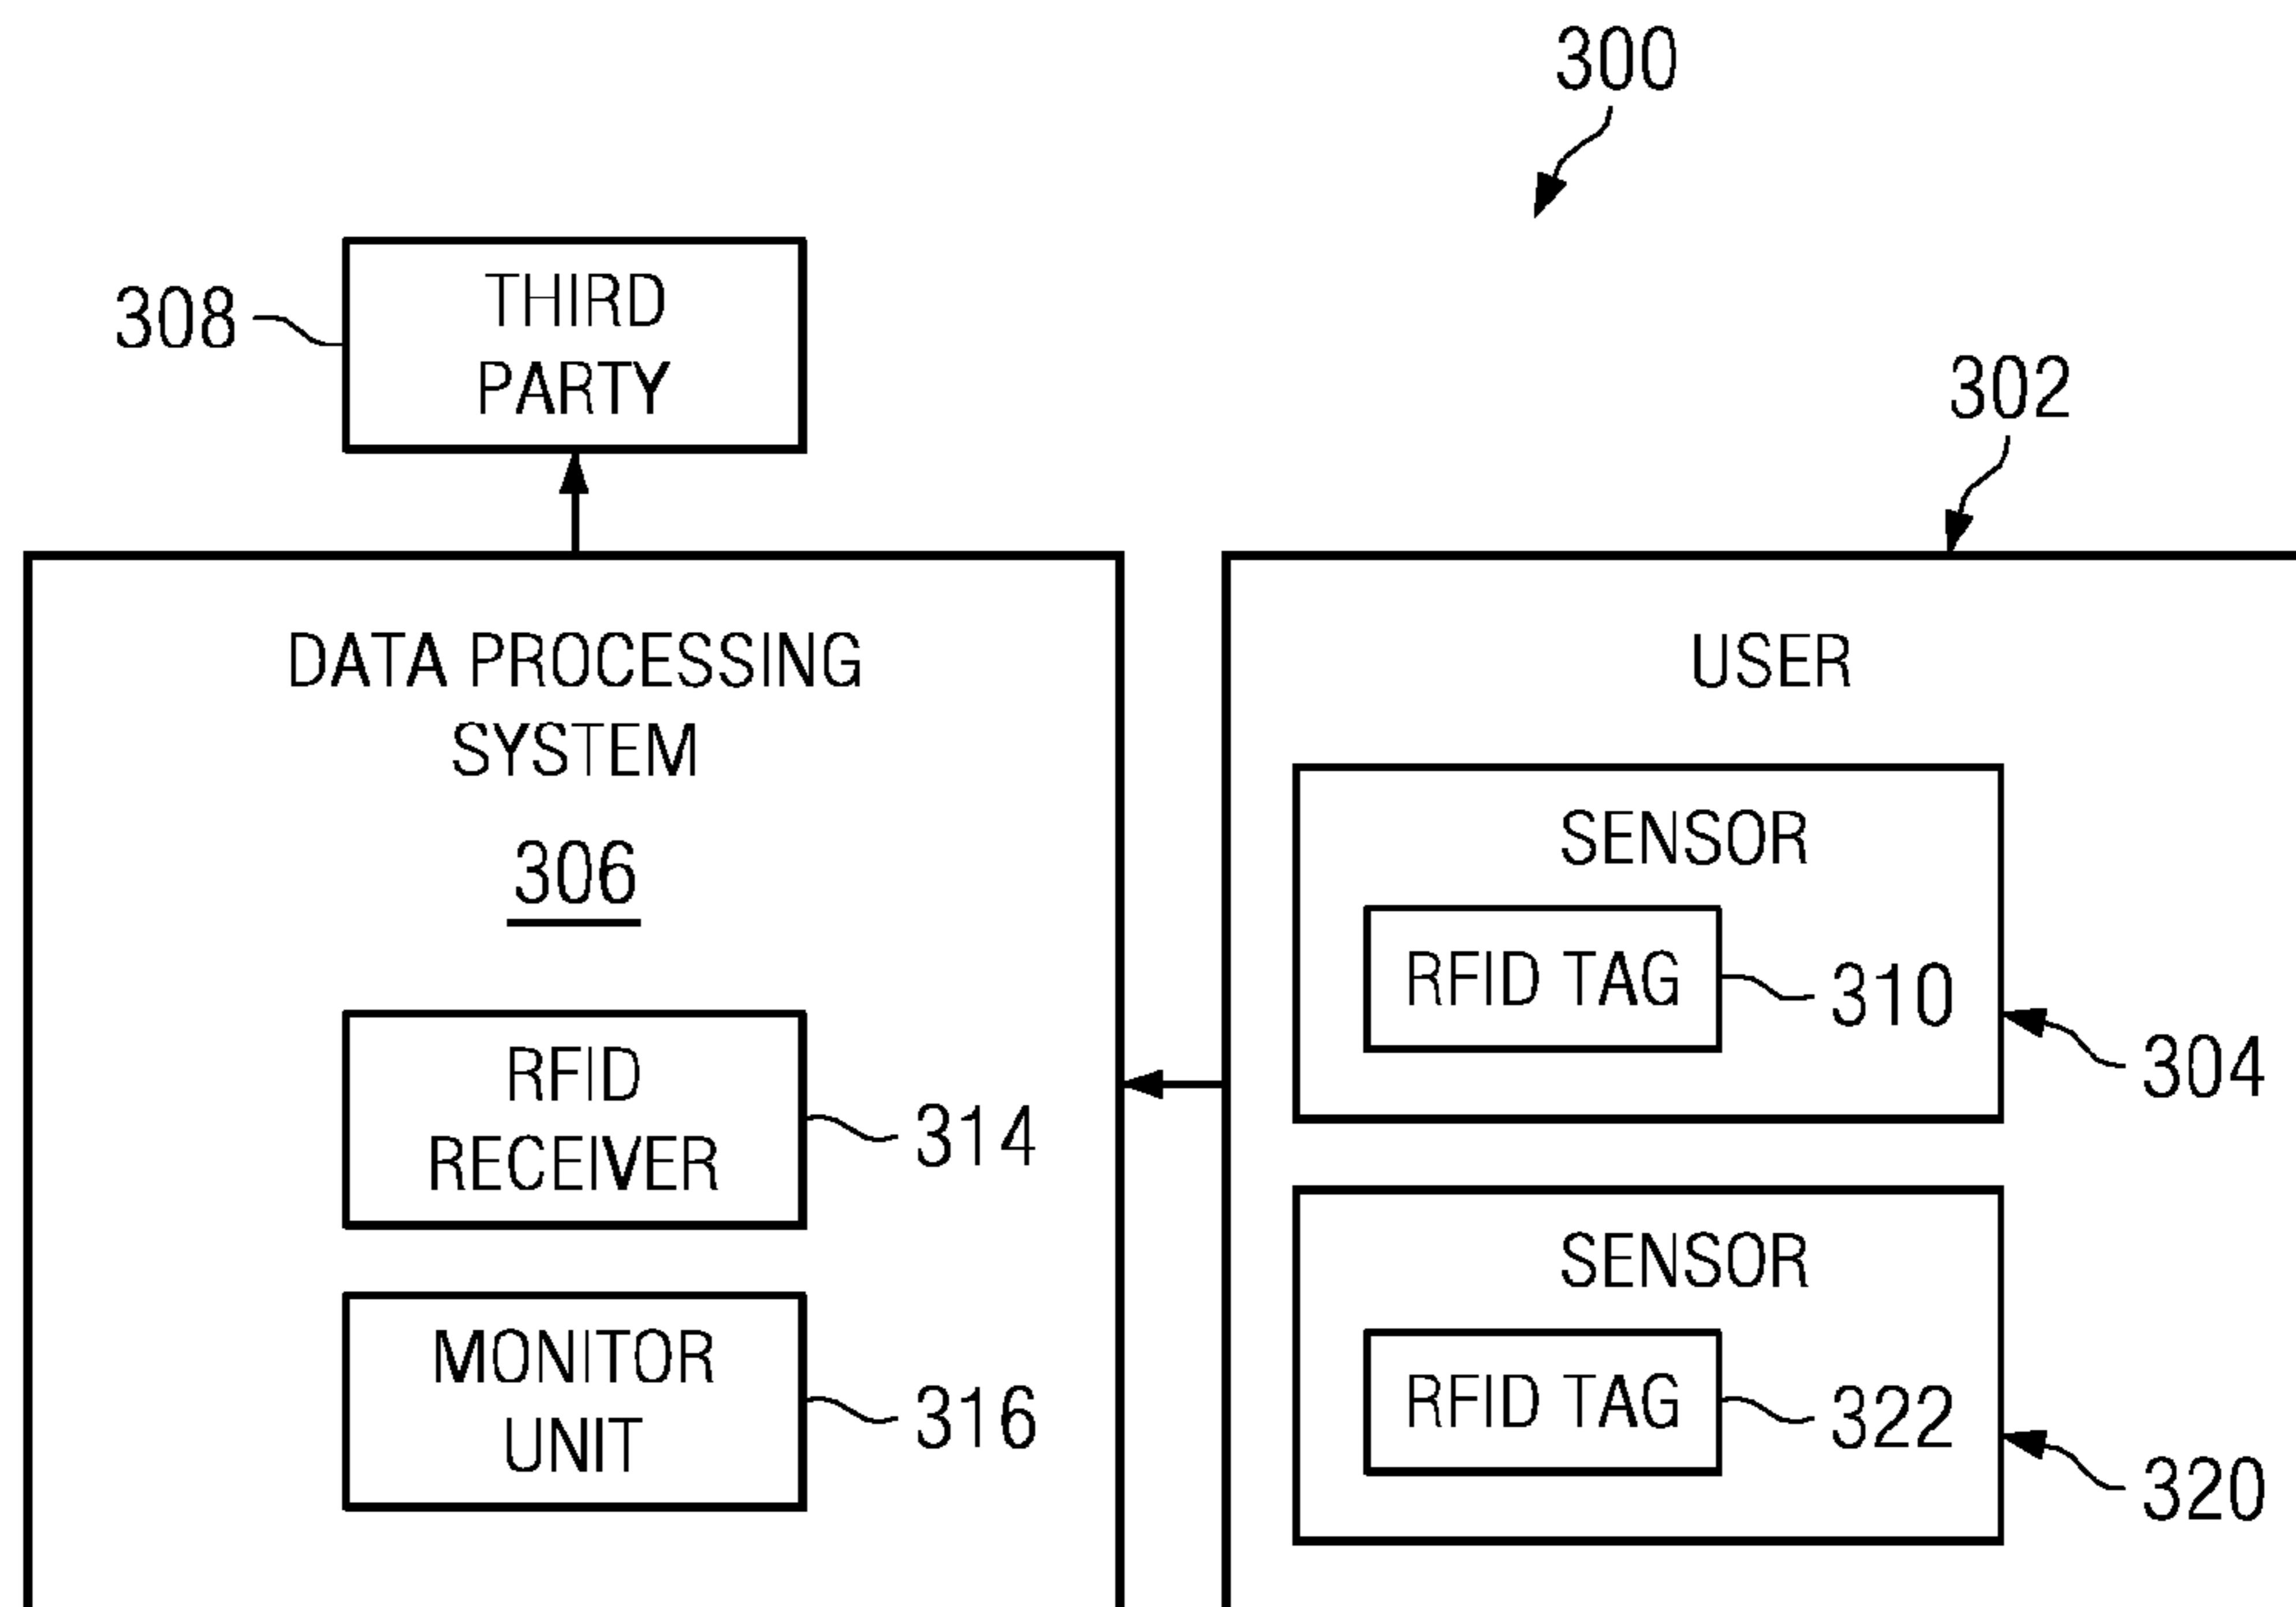 300
308
THIRD
PARTY
302
DATA PROCESSING
SYSTEM
306
RFID
RECEIVER
314
MONITOR
UNIT
316
USER
SENSOR
RFID TAG
310
304
SENSOR
RFID TAG
322
320